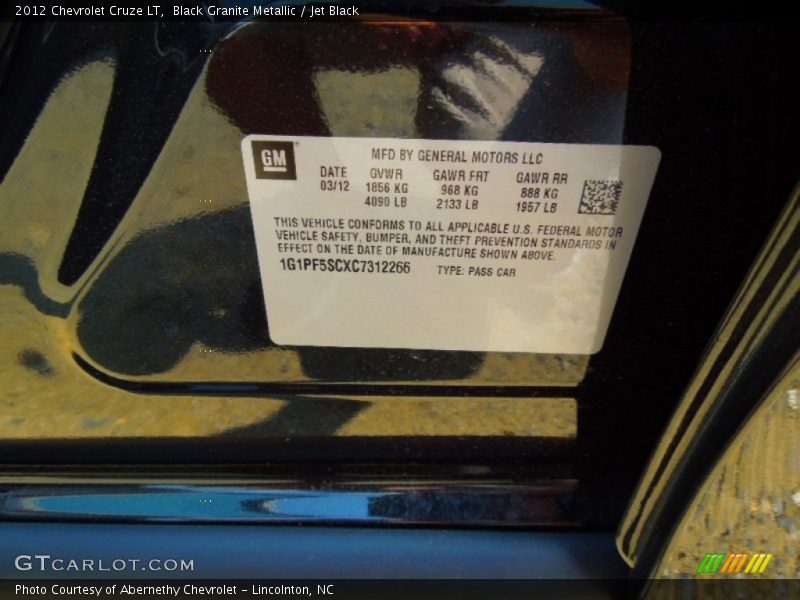 2012 Chevrolet Cruze LT, Black Granite Metallic / Jet Black
GM
MFD BY GENERAL MOTORS LLC
DATE GVWR GAWR FRT GAWR RR
03/12 1856 KG 968 KG 888 KG
4090 LB 2133 LB 1957 LB
THIS VEHICLE CONFORMS TO ALL APPLICABLE U.S. FEDERAL MOTOR
VEHICLE SAFETY, BUMPER, AND THEFT PREVENTION STANDARDS IN
EFFECT ON THE DATE OF MANUFACTURE SHOWN ABOVE.
1G1PF5SCXC7312266 TYPE: PASS CAR
GTcarlot.com
Photo Courtesy of Abernethy Chevrolet - Lincolnton, NC